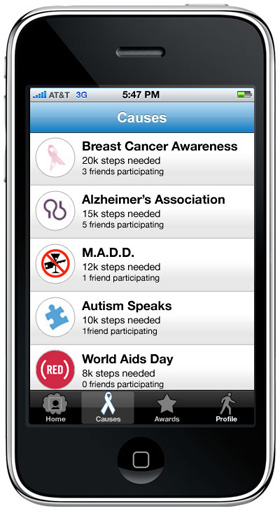 AT&T 3G 5:47 PM
Causes
Breast Cancer Awareness
20k steps needed
3 friends participating
Alzheimer's Association
15k steps needed
5 friends participating
M.A.D.D.
12k steps needed
1 friend participating
Autism Speaks
10k steps needed
1friend participating
(RED)
World Aids Day
8k steps needed
0 friends participating
Home Causes Awards Profile